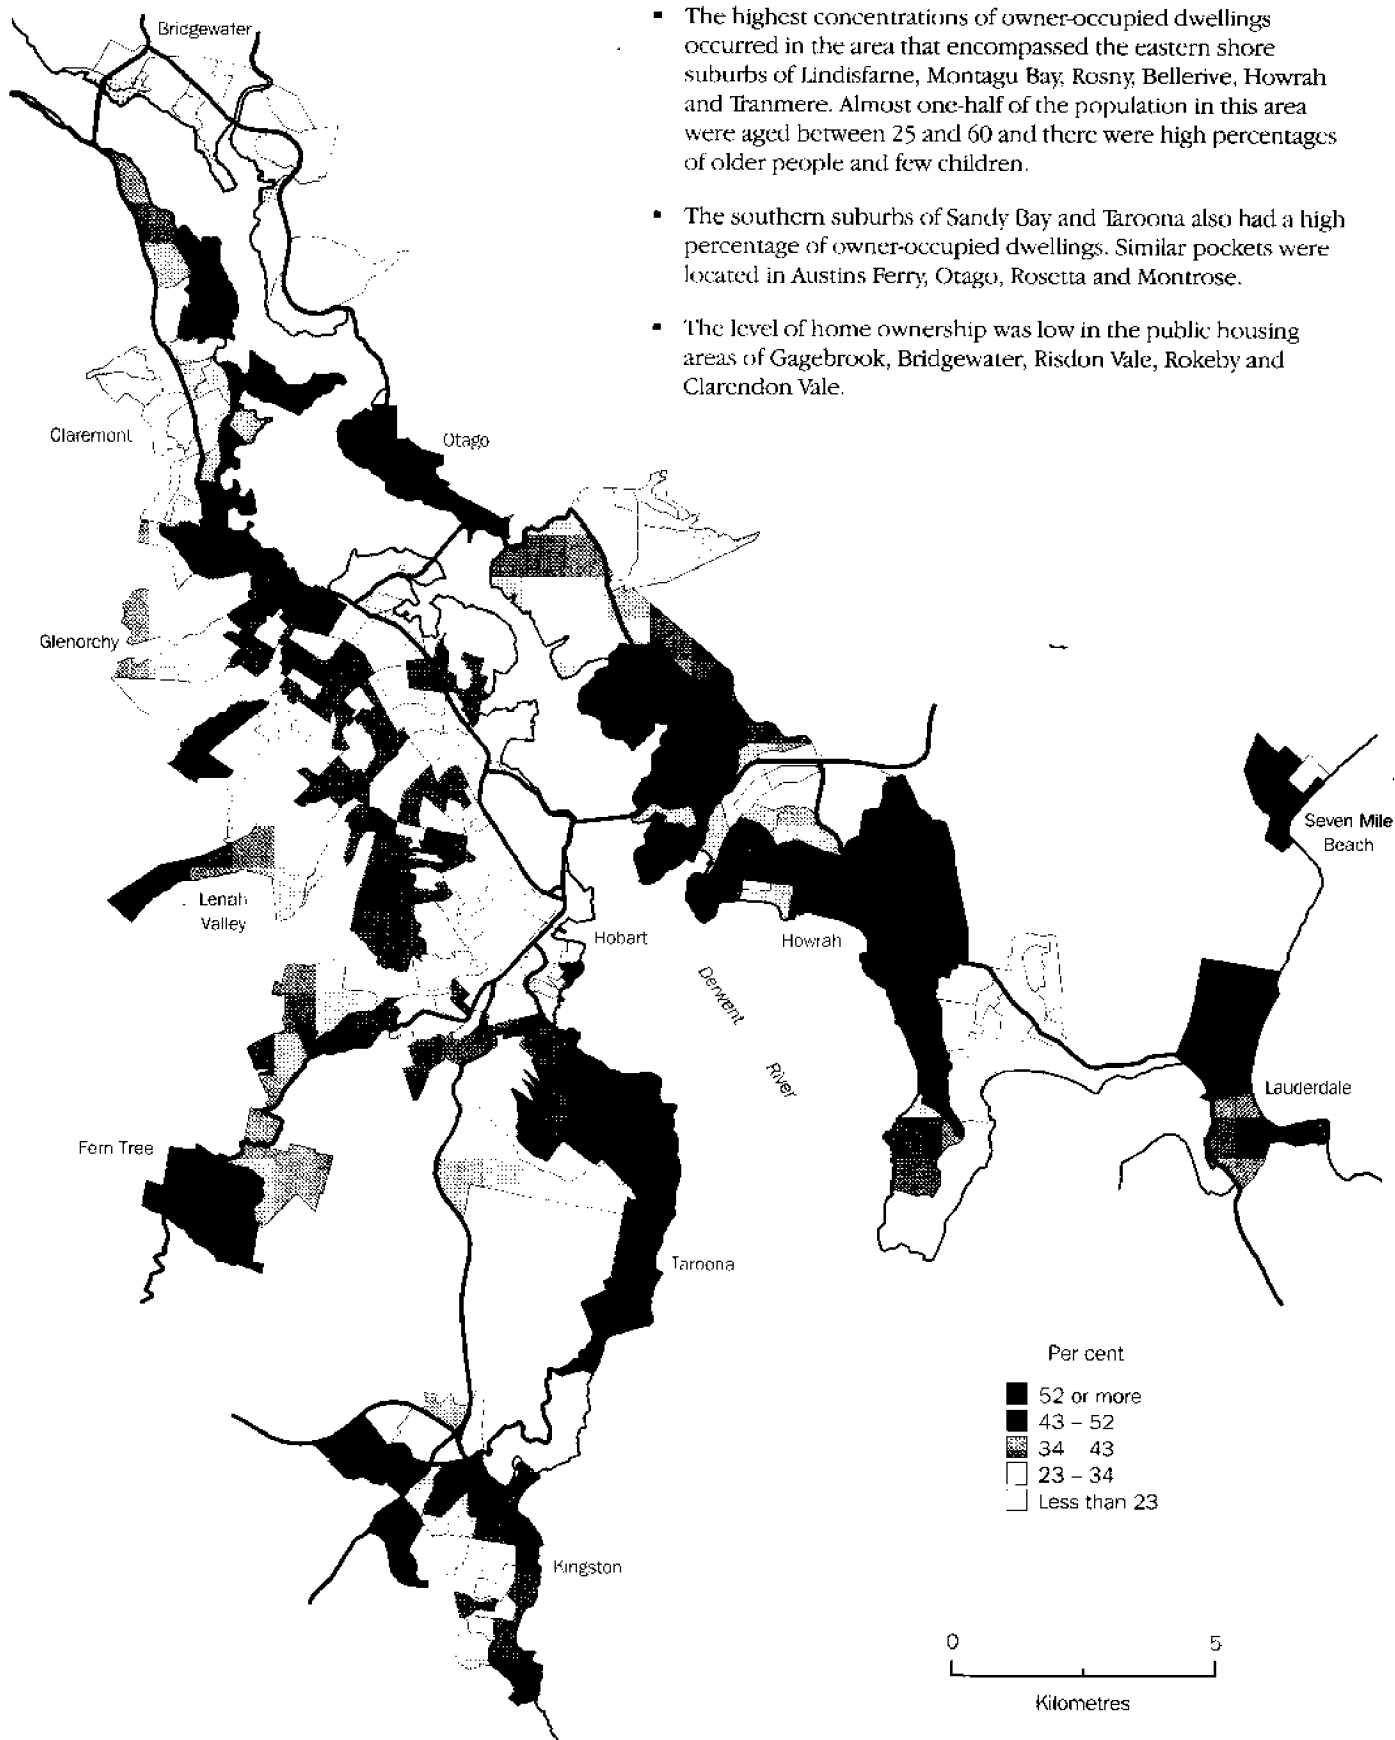 Bridgewater
▪ The highest concentrations of owner-occupied dwellings
occurred in the area that encompassed the eastern shore
suburbs of Lindisfarne, Montagu Bay, Rosny, Bellerive, Howrah
and Tranmere. Almost one-half of the population in this area
were aged between 25 and 60 and there were high percentages
of older people and few children.
▪ The southern suburbs of Sandy Bay and Taroona also had a high
percentage of owner-occupied dwellings. Similar pockets were
located in Austins Ferry, Otago, Rosetta and Montrose.
▪ The level of home ownership was low in the public housing
areas of Gagebrook, Bridgewater, Risdon Vale, Rokeby and
Clarendon Vale.
Claremont
Otago
Glenorchy
Seven Mile
Beach
Lenah
Valley
Hobart
Howrah
Derwent
River
Lauderdale
Fern Tree
Taroona
Per cent
52 or more
43 – 52
34 43
23 – 34
Less than 23
Kingston
0 5
Kilometres